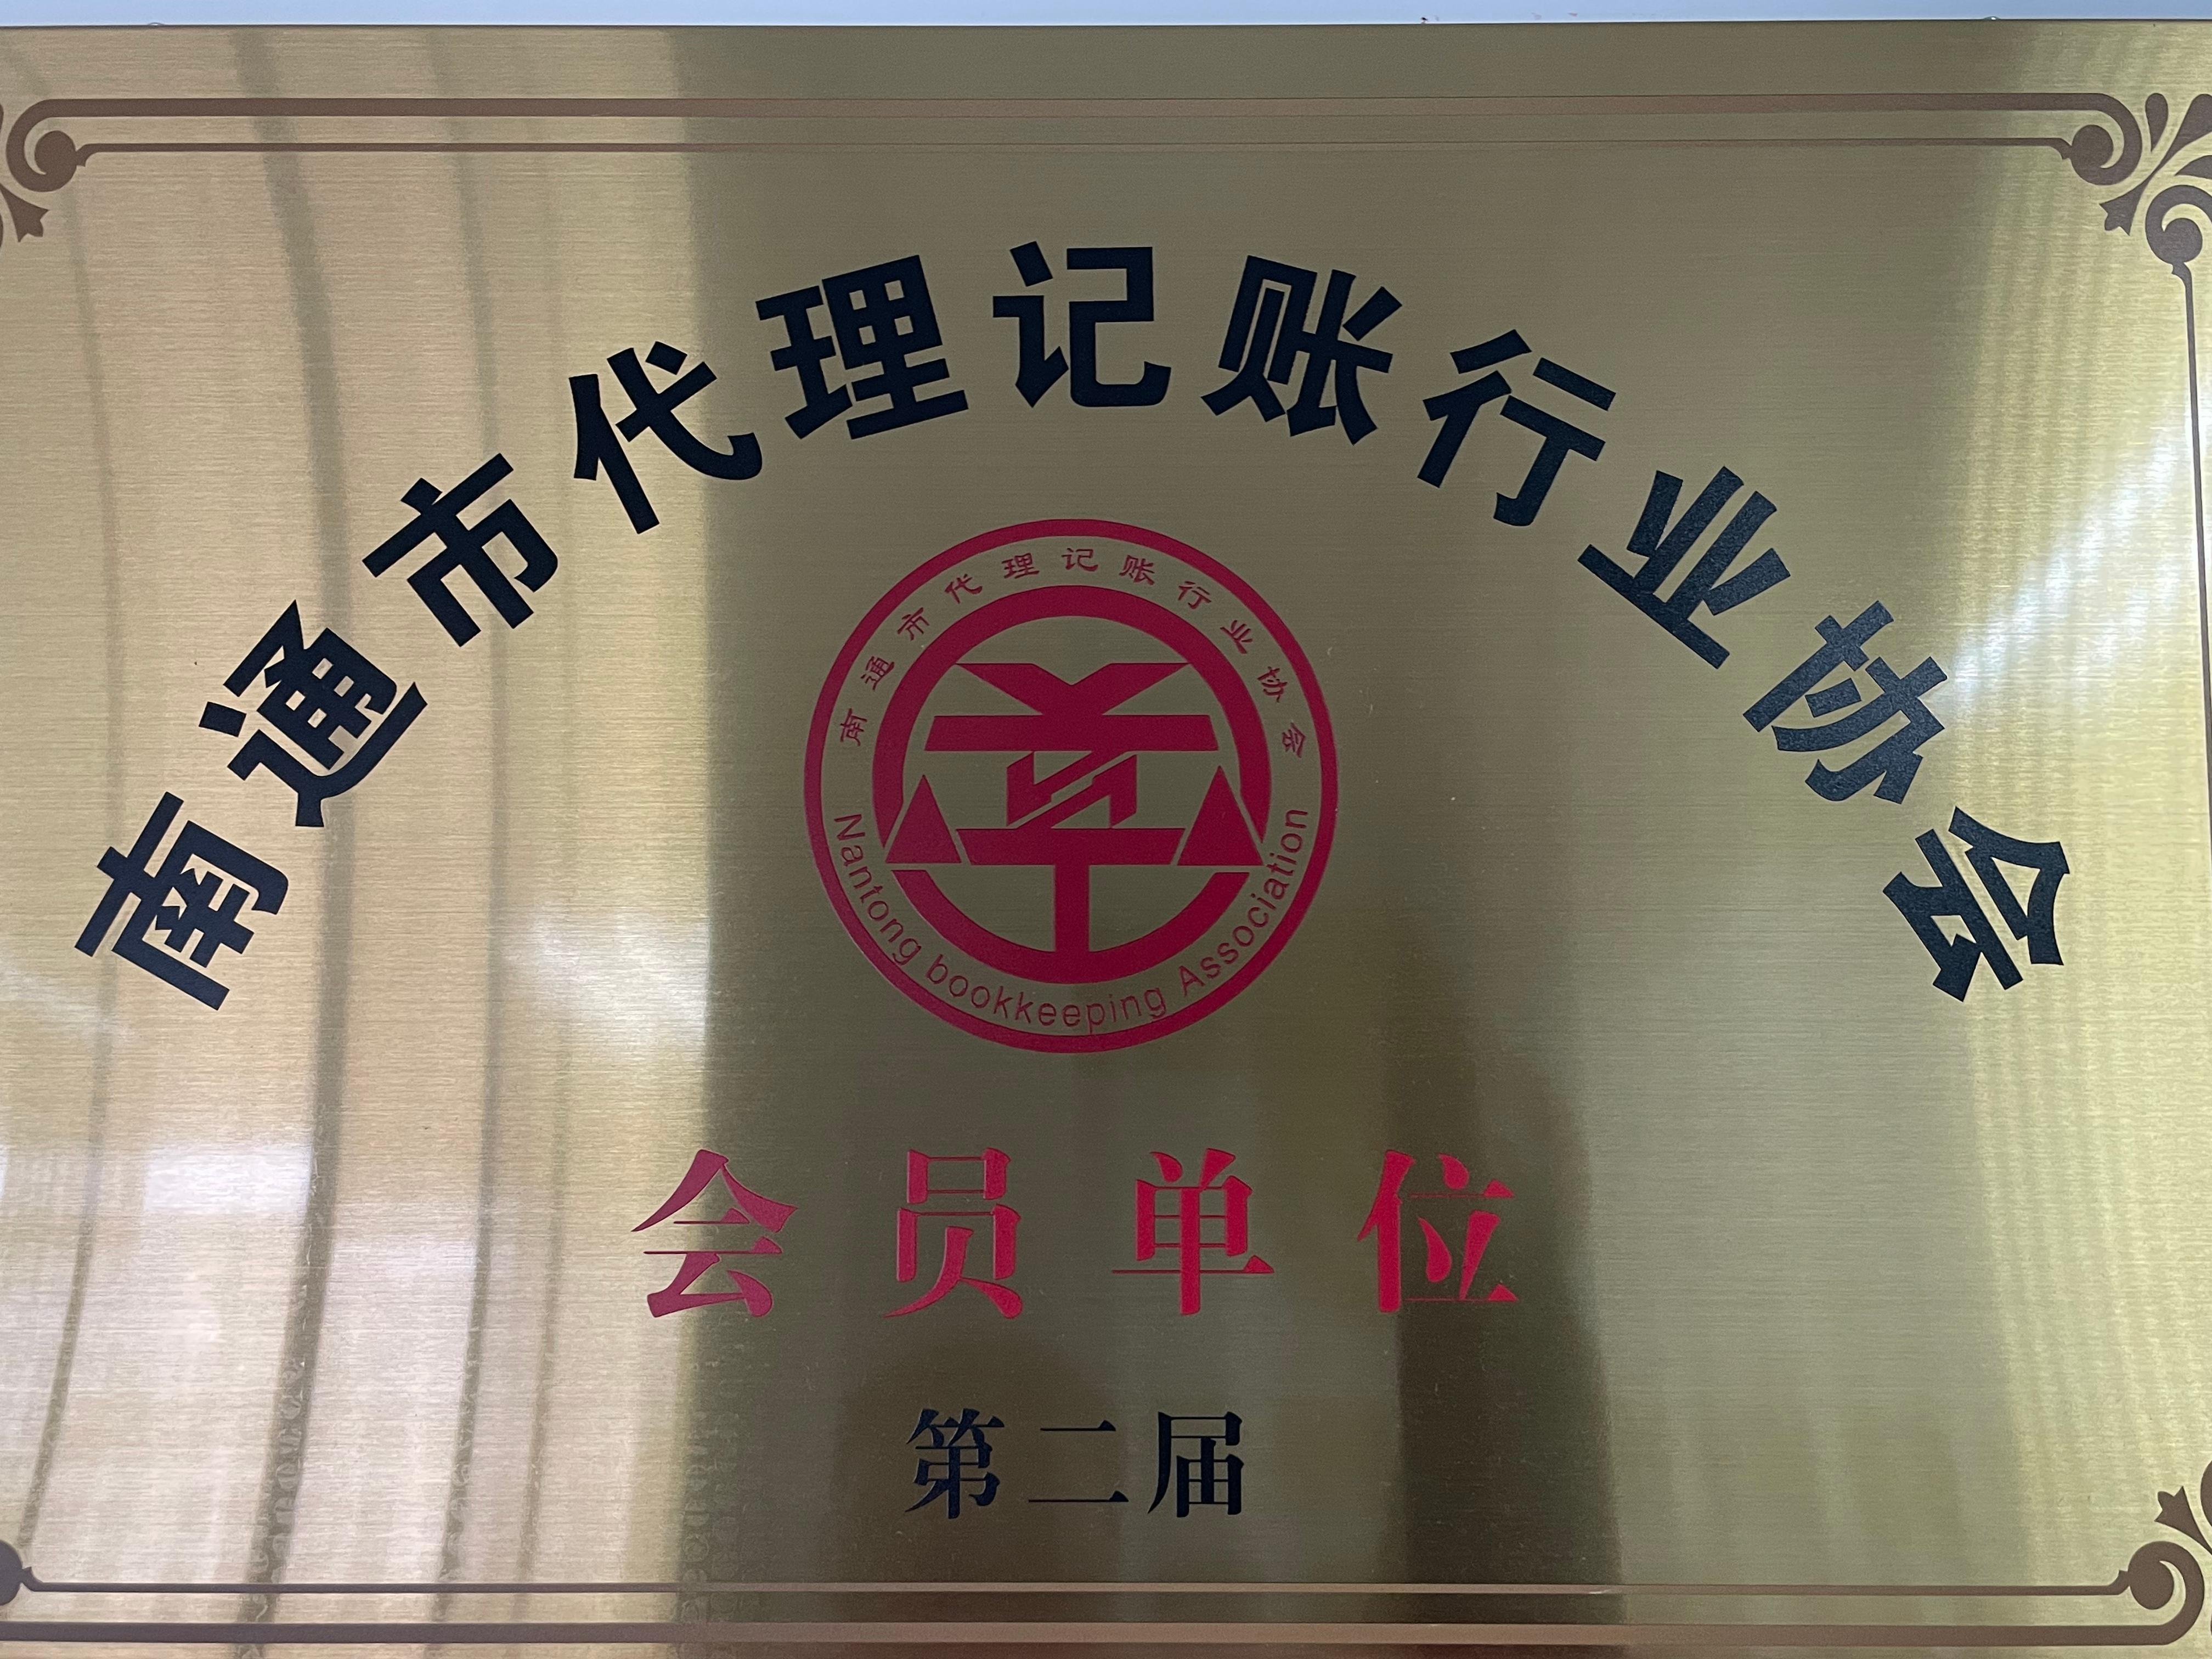 南通市代理记账行业协会
南通市代理记账行业协会
Nantong bookkeeping Association
会员单位
第二届